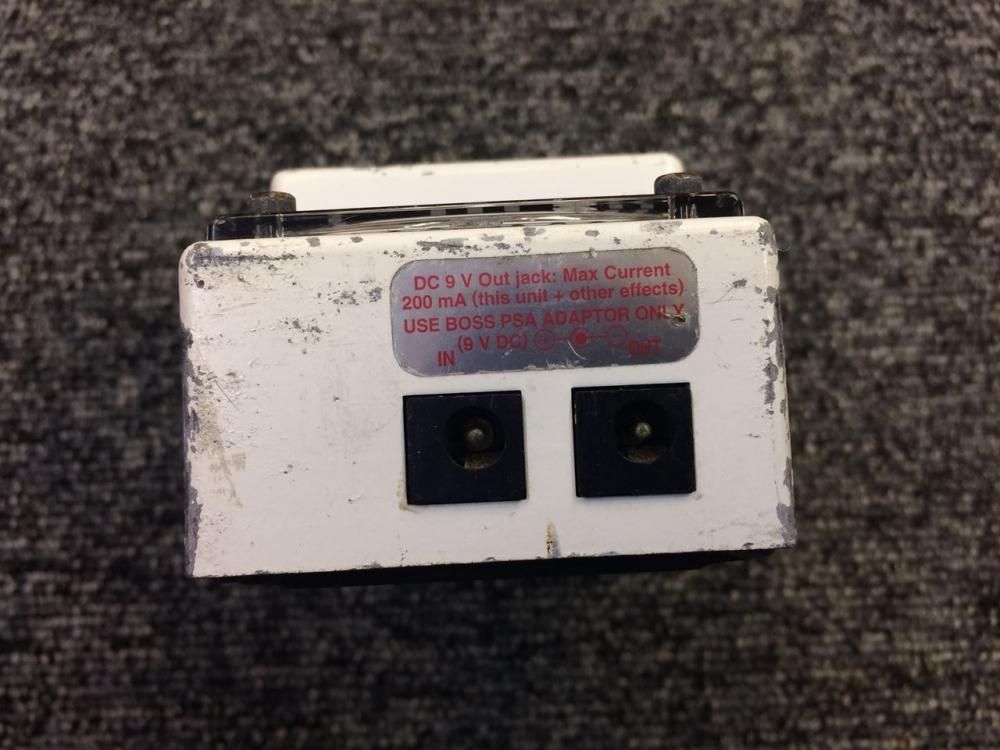 DC 9 V Out jack: Max Current
200 mA (this unit + other effects)
USE BOSS PSA ADAPTOR ONLY
(9 V DC)
IN OUT